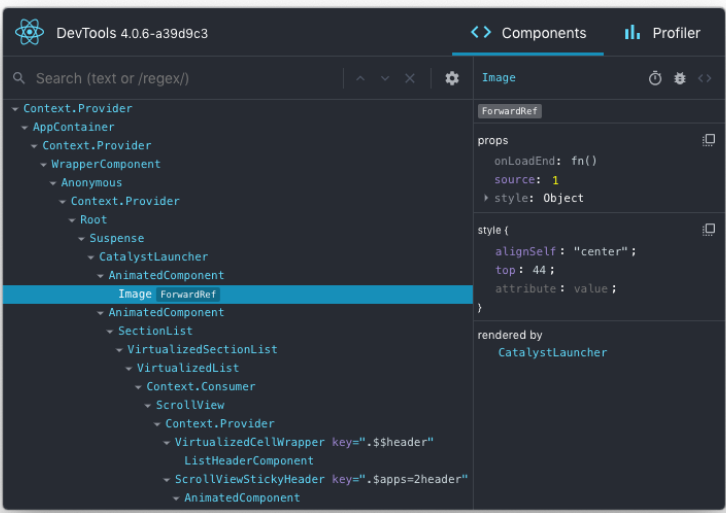 DevTools 4.0.6-a39d9c3
Components
Profiler
Search (text or /regex/)
Context.Provider
AppContainer
Context.Provider
WrapperComponent
Anonymous
Context.Provider
Root
Suspense
CatalystLauncher
AnimatedComponent
Image ForwardRef
AnimatedComponent
SectionList
VirtualizedSectionList
VirtualizedList
Context.Consumer
ScrollView
Context.Provider
VirtualizedCellWrapper key=".$$header"
ListHeaderComponent
ScrollViewStickyHeader key=".$apps=2header"
AnimatedComponent
Image
ForwardRef
props
onLoadEnd: fn()
source: 1
style: Object
style {
alignSelf: "center";
top: 44;
attribute: value;
}
rendered by
CatalystLauncher